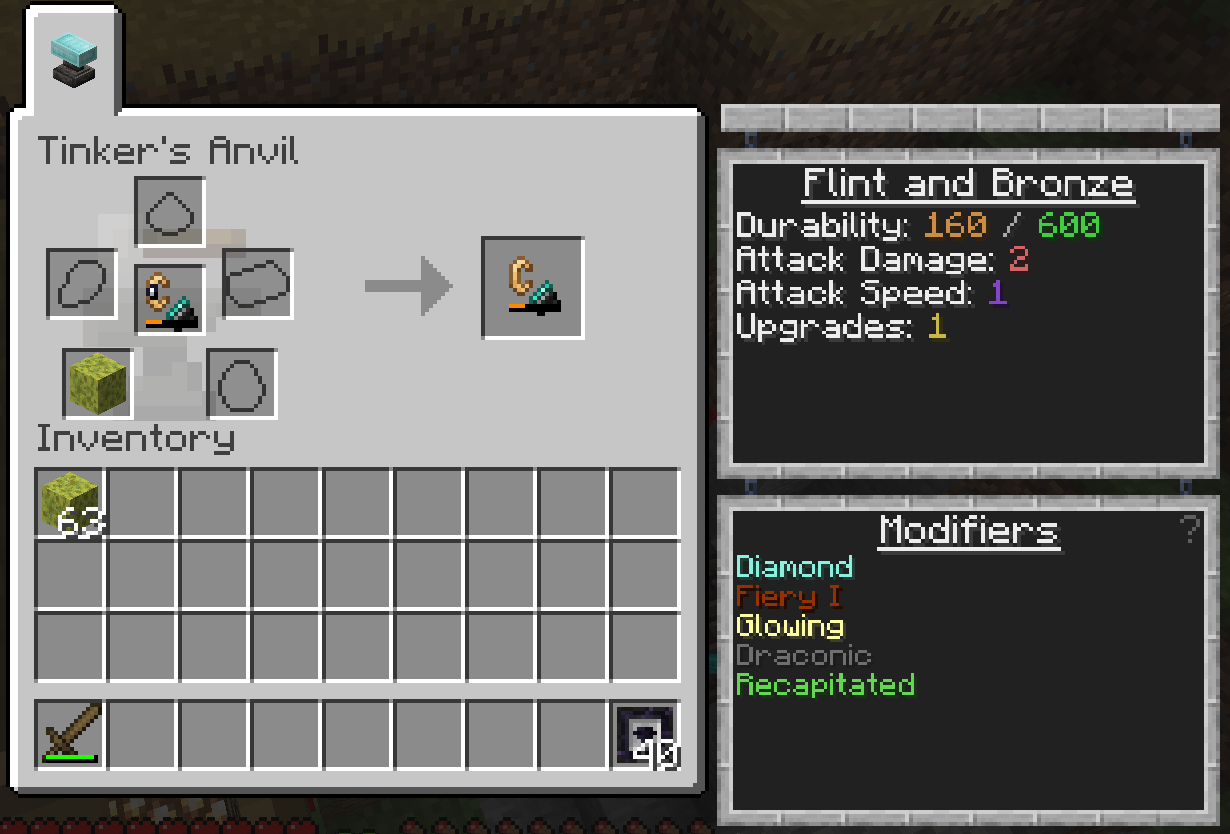 Tinker's Anvil
Inventory
63
40
Flint and Bronze
Durability: 160 / 600
Attack Damage: 2
Attack Speed: 1
Upgrades: 1
Modifiers ?
Diamond
Fiery I
Glowing
Draconic
Recapitated